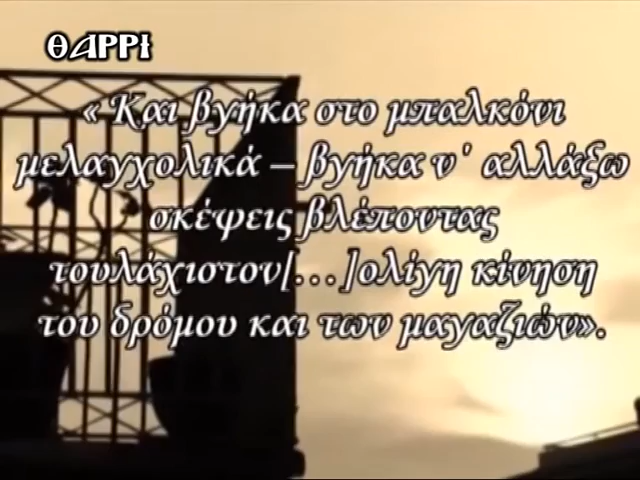 ΘΑΡΡΙ
« Και βγήκα στο μπαλκόνι
μελαγχολικά – βγήκα ν᾽ αλλάξω
σκέψεις βλέποντας
τουλάχιστον[…]ολίγη κίνηση
του δρόμου και των μαγαζιών».